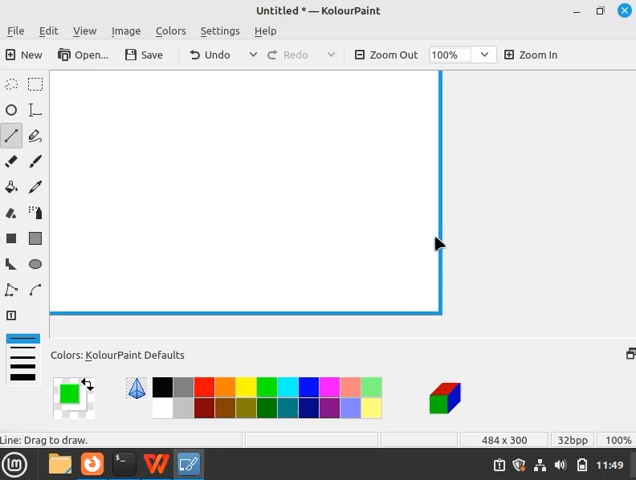 Untitled * — KolourPaint
File Edit View Image Colors Settings Help
New Open... Save Undo Redo Zoom Out 100% Zoom In
Colors: KolourPaint Defaults
Line: Drag to draw. 484 x 300 32bpp 100%
11:49